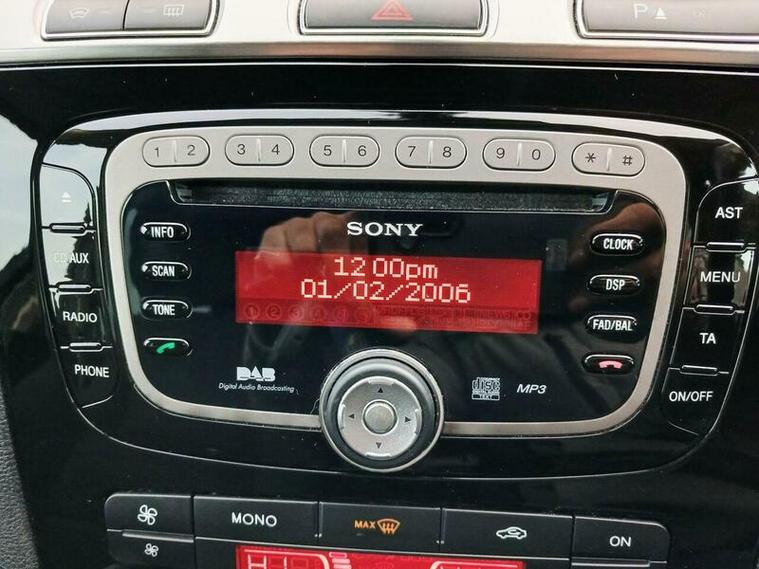 P
1 2
3 4
5 6
7 8
9 0
* #
SONY
AST
INFO
CLOCK
CD AUX
SCAN
12 00pm
01/02/2006
DSP
MENU
RADIO
TONE
FAD/BAL
TA
PHONE
DAB
Digital Audio Broadcasting
disc
TEXT
MP3
ON/OFF
MONO
MAX
ON